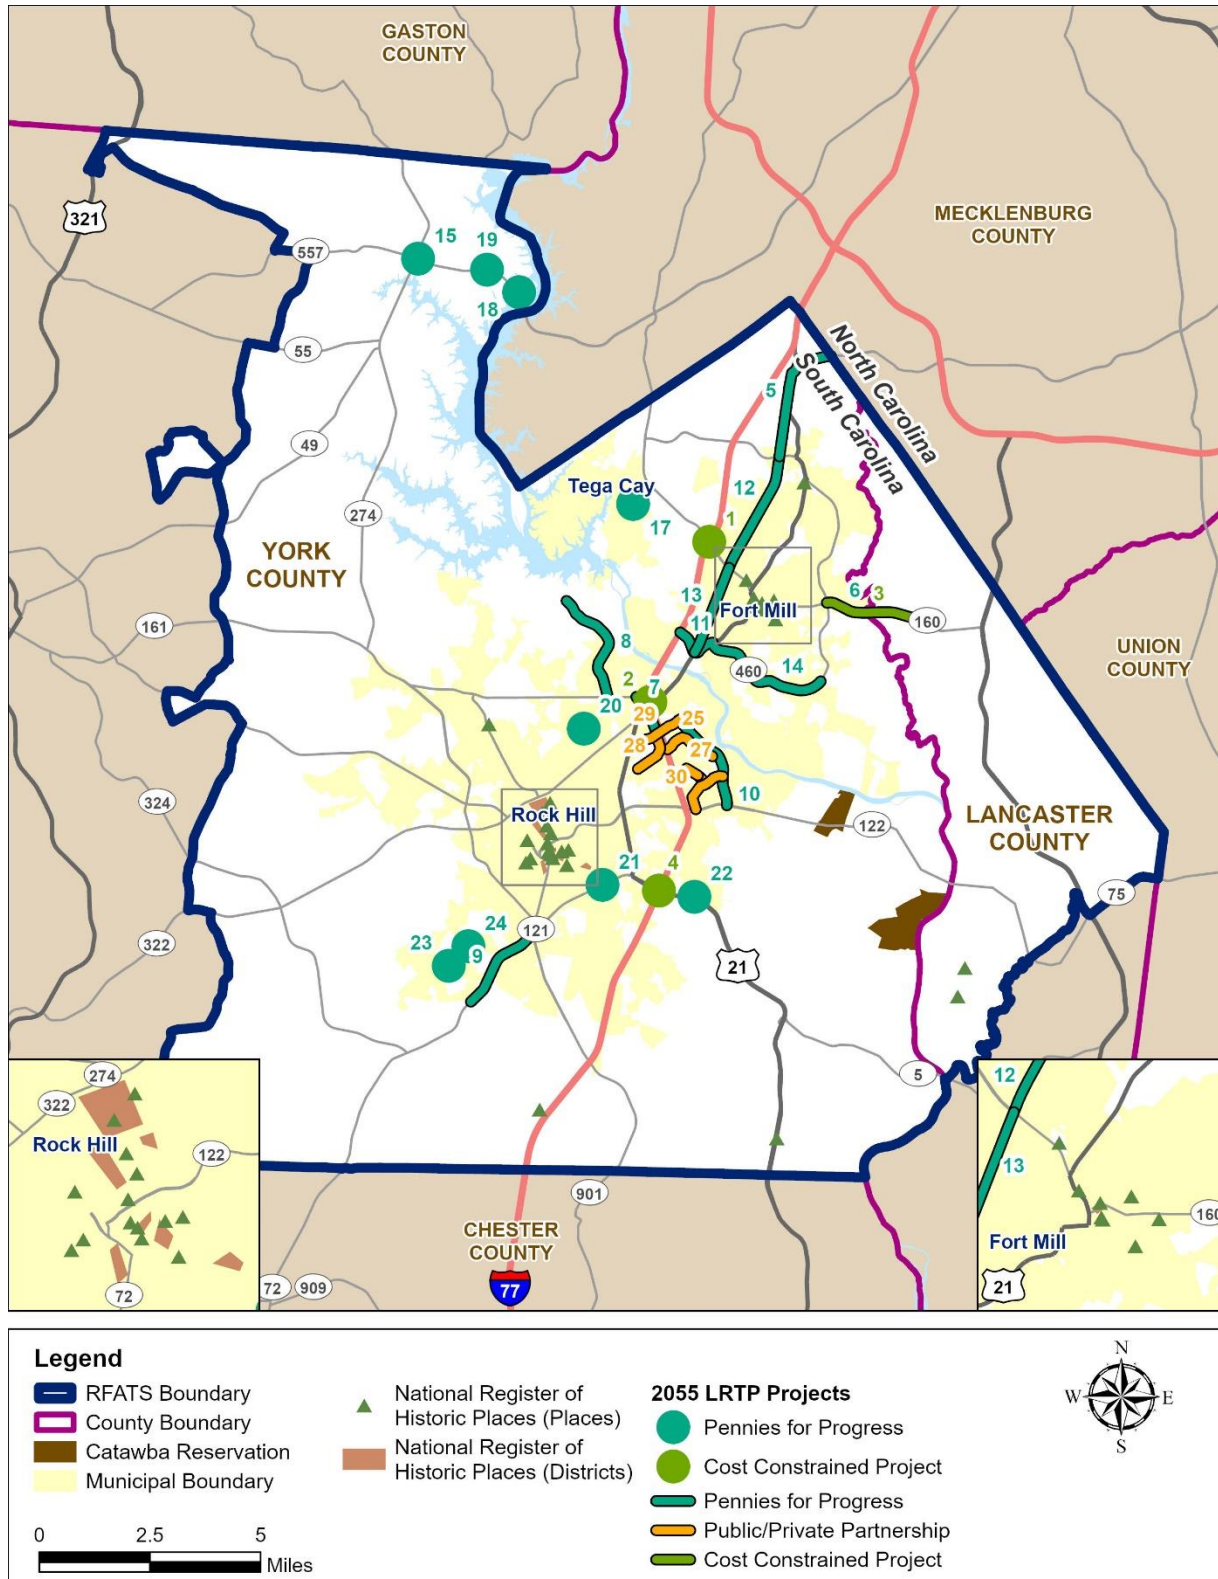 GASTON
COUNTY
MECKLENBURG
COUNTY
321
557
15
19
18
North Carolina
South Carolina
55
5
49
12
Tega Cay
17
1
274
YORK
COUNTY
13
6
3
Fort Mill
11
160
161
8
460
14
UNION
COUNTY
2
7
20
29
25
28
27
30
10
324
Rock Hill
122
LANCASTER
COUNTY
21
4
22
75
322
23
24
9
121
21
5
274
322
Rock Hill
122
72
12
13
160
Fort Mill
21
901
CHESTER
COUNTY
72
909
77
Legend
RFATS Boundary
County Boundary
Catawba Reservation
Municipal Boundary
0
2.5
5
Miles
National Register of
Historic Places (Places)
National Register of
Historic Places (Districts)
2055 LRTP Projects
Pennies for Progress
Cost Constrained Project
Pennies for Progress
Public/Private Partnership
Cost Constrained Project
N
W
E
S